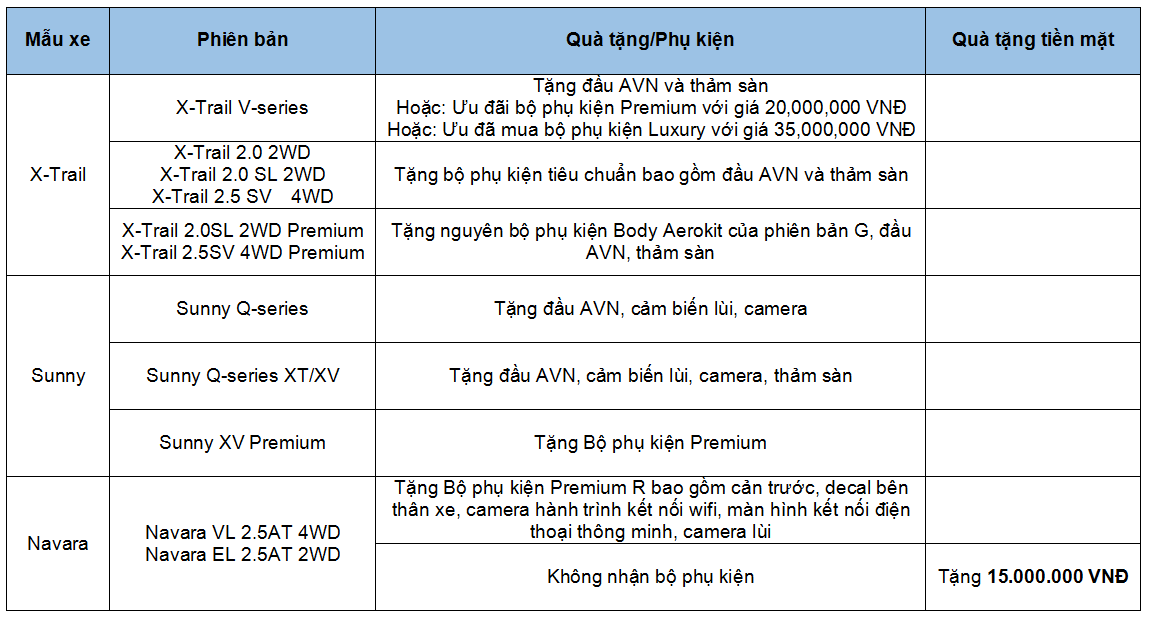 Mẫu xe
Phiên bản
Quà tặng/Phụ kiện
Quà tặng tiền mặt
X-Trail
X-Trail V-series
Tặng đầu AVN và thảm sàn
Hoặc: Ưu đãi bộ phụ kiện Premium với giá 20,000,000 VNĐ
Hoặc: Ưu đã mua bộ phụ kiện Luxury với giá 35,000,000 VNĐ
X-Trail 2.0 2WD
X-Trail 2.0 SL 2WD
X-Trail 2.5 SV 4WD
Tặng bộ phụ kiện tiêu chuẩn bao gồm đầu AVN và thảm sàn
X-Trail 2.0SL 2WD Premium
X-Trail 2.5SV 4WD Premium
Tặng nguyên bộ phụ kiện Body Aerokit của phiên bản G, đầu
AVN, thảm sàn
Sunny
Sunny Q-series
Tặng đầu AVN, cảm biến lùi, camera
Sunny Q-series XT/XV
Tặng đầu AVN, cảm biến lùi, camera, thảm sàn
Sunny XV Premium
Tặng Bộ phụ kiện Premium
Navara
Navara VL 2.5AT 4WD
Navara EL 2.5AT 2WD
Tặng Bộ phụ kiện Premium R bao gồm cản trước, decal bên
thân xe, camera hành trình kết nối wifi, màn hình kết nối điện
thoại thông minh, camera lùi
Không nhận bộ phụ kiện
Tặng 15.000.000 VNĐ